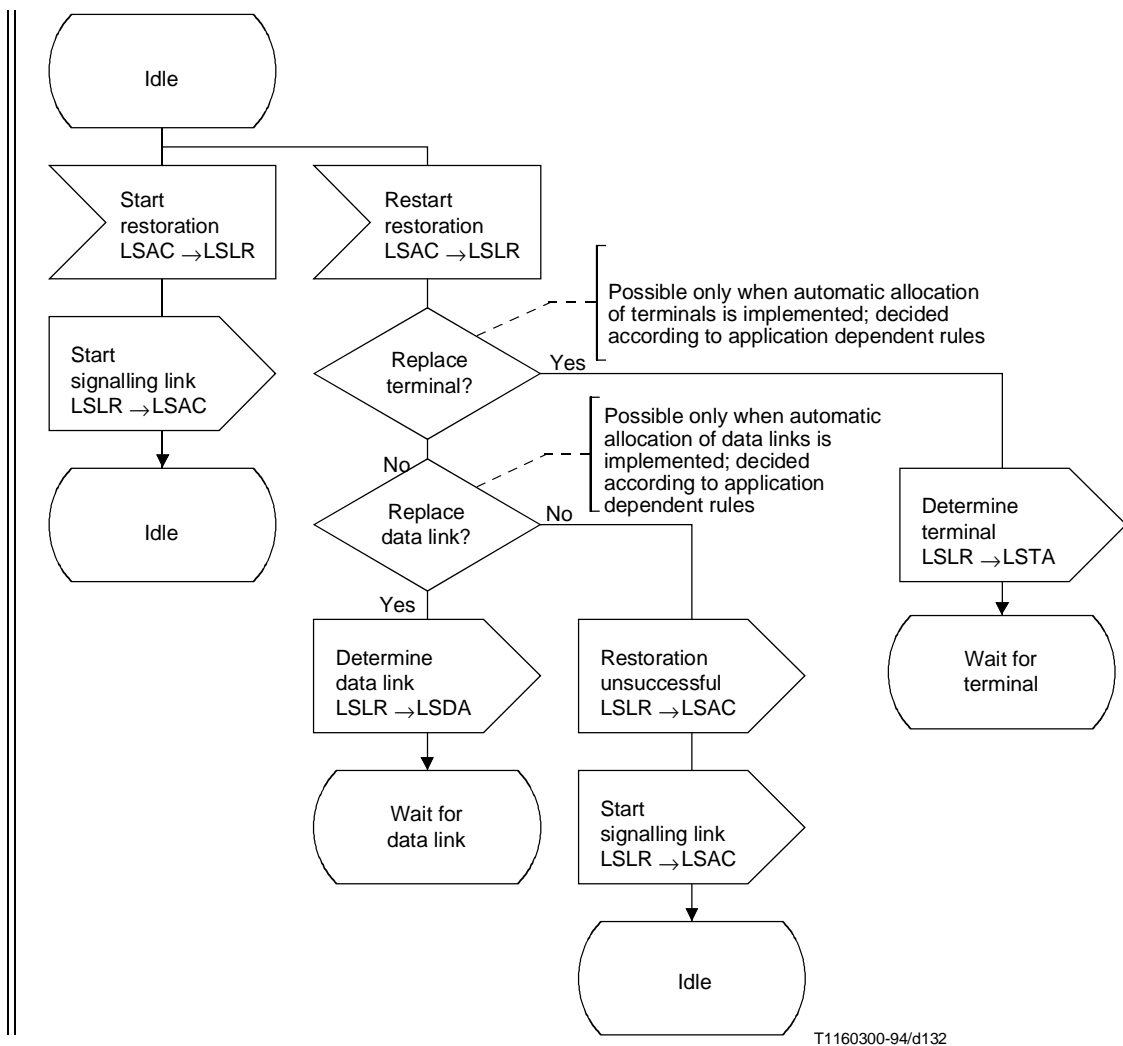 Idle
Start
restoration
LSAC →LSLR
Restart
restoration
LSAC →LSLR
Possible only when automatic allocation
of terminals is implemented; decided
according to application dependent rules
Start
signalling link
LSLR →LSAC
Replace
terminal?
Yes
No
Possible only when automatic
allocation of data links is
implemented; decided
according to application
dependent rules
Idle
Replace
data link?
No
Yes
Determine
terminal
LSLR →LSTA
Determine
data link
LSLR →LSDA
Restoration
unsuccessful
LSLR →LSAC
Wait for
terminal
Wait for
data link
Start
signalling link
LSLR →LSAC
Idle
T1160300-94/d132